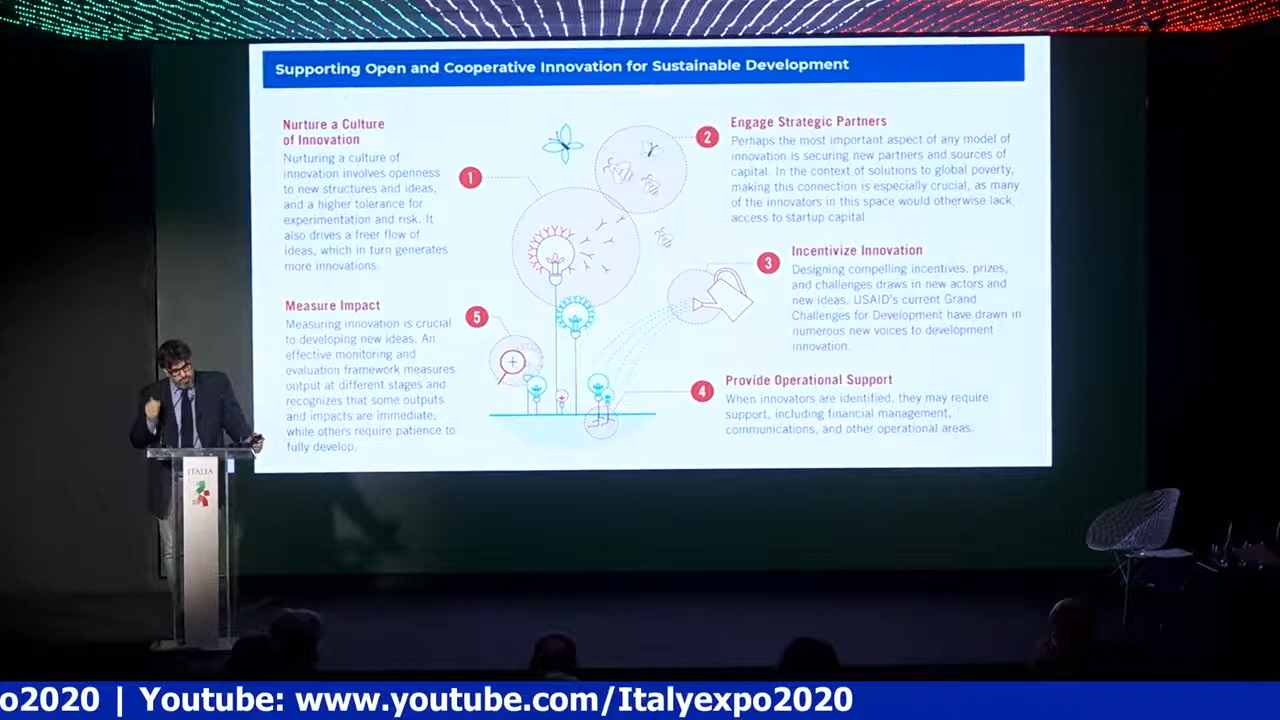 Supporting Open and Cooperative Innovation for Sustainable Development
Nurture a Culture
of Innovation
Nurturing a culture of
innovation involves openness
to new structures and ideas,
and a higher tolerance for
experimentation and risk. It
also drives a freer flow of
ideas, which in turn generates
more innovations.
1
2
Engage Strategic Partners
Perhaps the most important aspect of any model of
innovation is securing new partners and sources of
capital. In the context of solutions to global poverty,
making this connection is especially crucial, as many
of the innovators in this space would otherwise lack
access to startup capital
3
Incentivize Innovation
Designing compelling incentives, prizes,
and challenges draws in new actors and
new ideas. USAID's current Grand
Challenges for Development have drawn in
numerous new voices to development
innovation.
4
Provide Operational Support
When innovators are identified, they may require
support, including financial management,
communications, and other operational areas.
5
Measure Impact
Measuring innovation is crucial
to developing new ideas. An
effective monitoring and
evaluation framework measures
output at different stages and
recognizes that some outputs
and impacts are immediate,
while others require patience to
fully develop.
ITALIA
o2020 | Youtube: www.youtube.com/Italyexpo2020